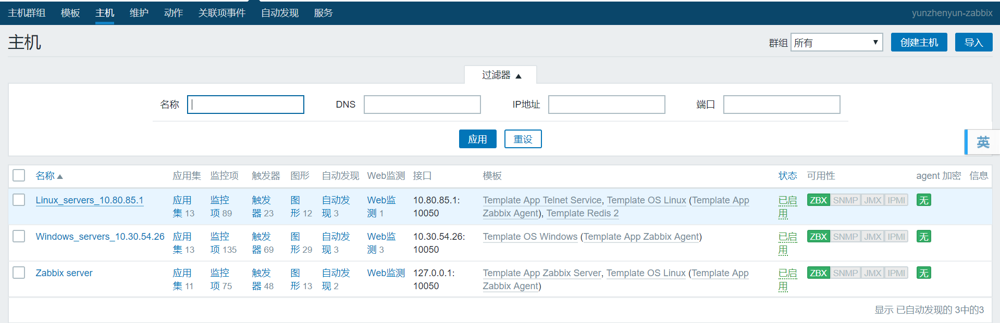 主机群组 模板 主机 维护 动作 关联项事件 自动发现 服务 yunzhenyun-zabbix
主机 群组 所有 ▼ 创建主机 导入
过滤器 ▲
名称 DNS IP地址 端口
应用 重设
英
名称▲ 应用集 监控项 触发器 图形 自动发现 Web监测 接口 模板 状态 可用性 agent 加密 信息
Linux_servers_10.80.85.1 应用 监控 触发 图 自动发 Web监 10.80.85.1: Template App Telnet Service, Template OS Linux (Template App 已启 ZBX SNMP JMX IPMI 无
集 13 项 89 器 23 形 12 现 3 测 1 10050 Zabbix Agent), Template Redis 2 用
Windows_servers_10.30.54.26 应用 监控 触发 图 自动发 Web监 10.30.54.26: Template OS Windows (Template App Zabbix Agent) 已启 ZBX SNMP JMX IPMI 无
集 13 项 135 器 69 形 29 现 3 测 3 10050 用
Zabbix server 应用 监控 触发 图 自动发 Web监测 127.0.0.1: Template App Zabbix Server, Template OS Linux (Template App 已启 ZBX SNMP JMX IPMI 无
集 11 项 75 器 48 形 13 现 2 10050 Zabbix Agent) 用
显示 已自动发现的 3中的3